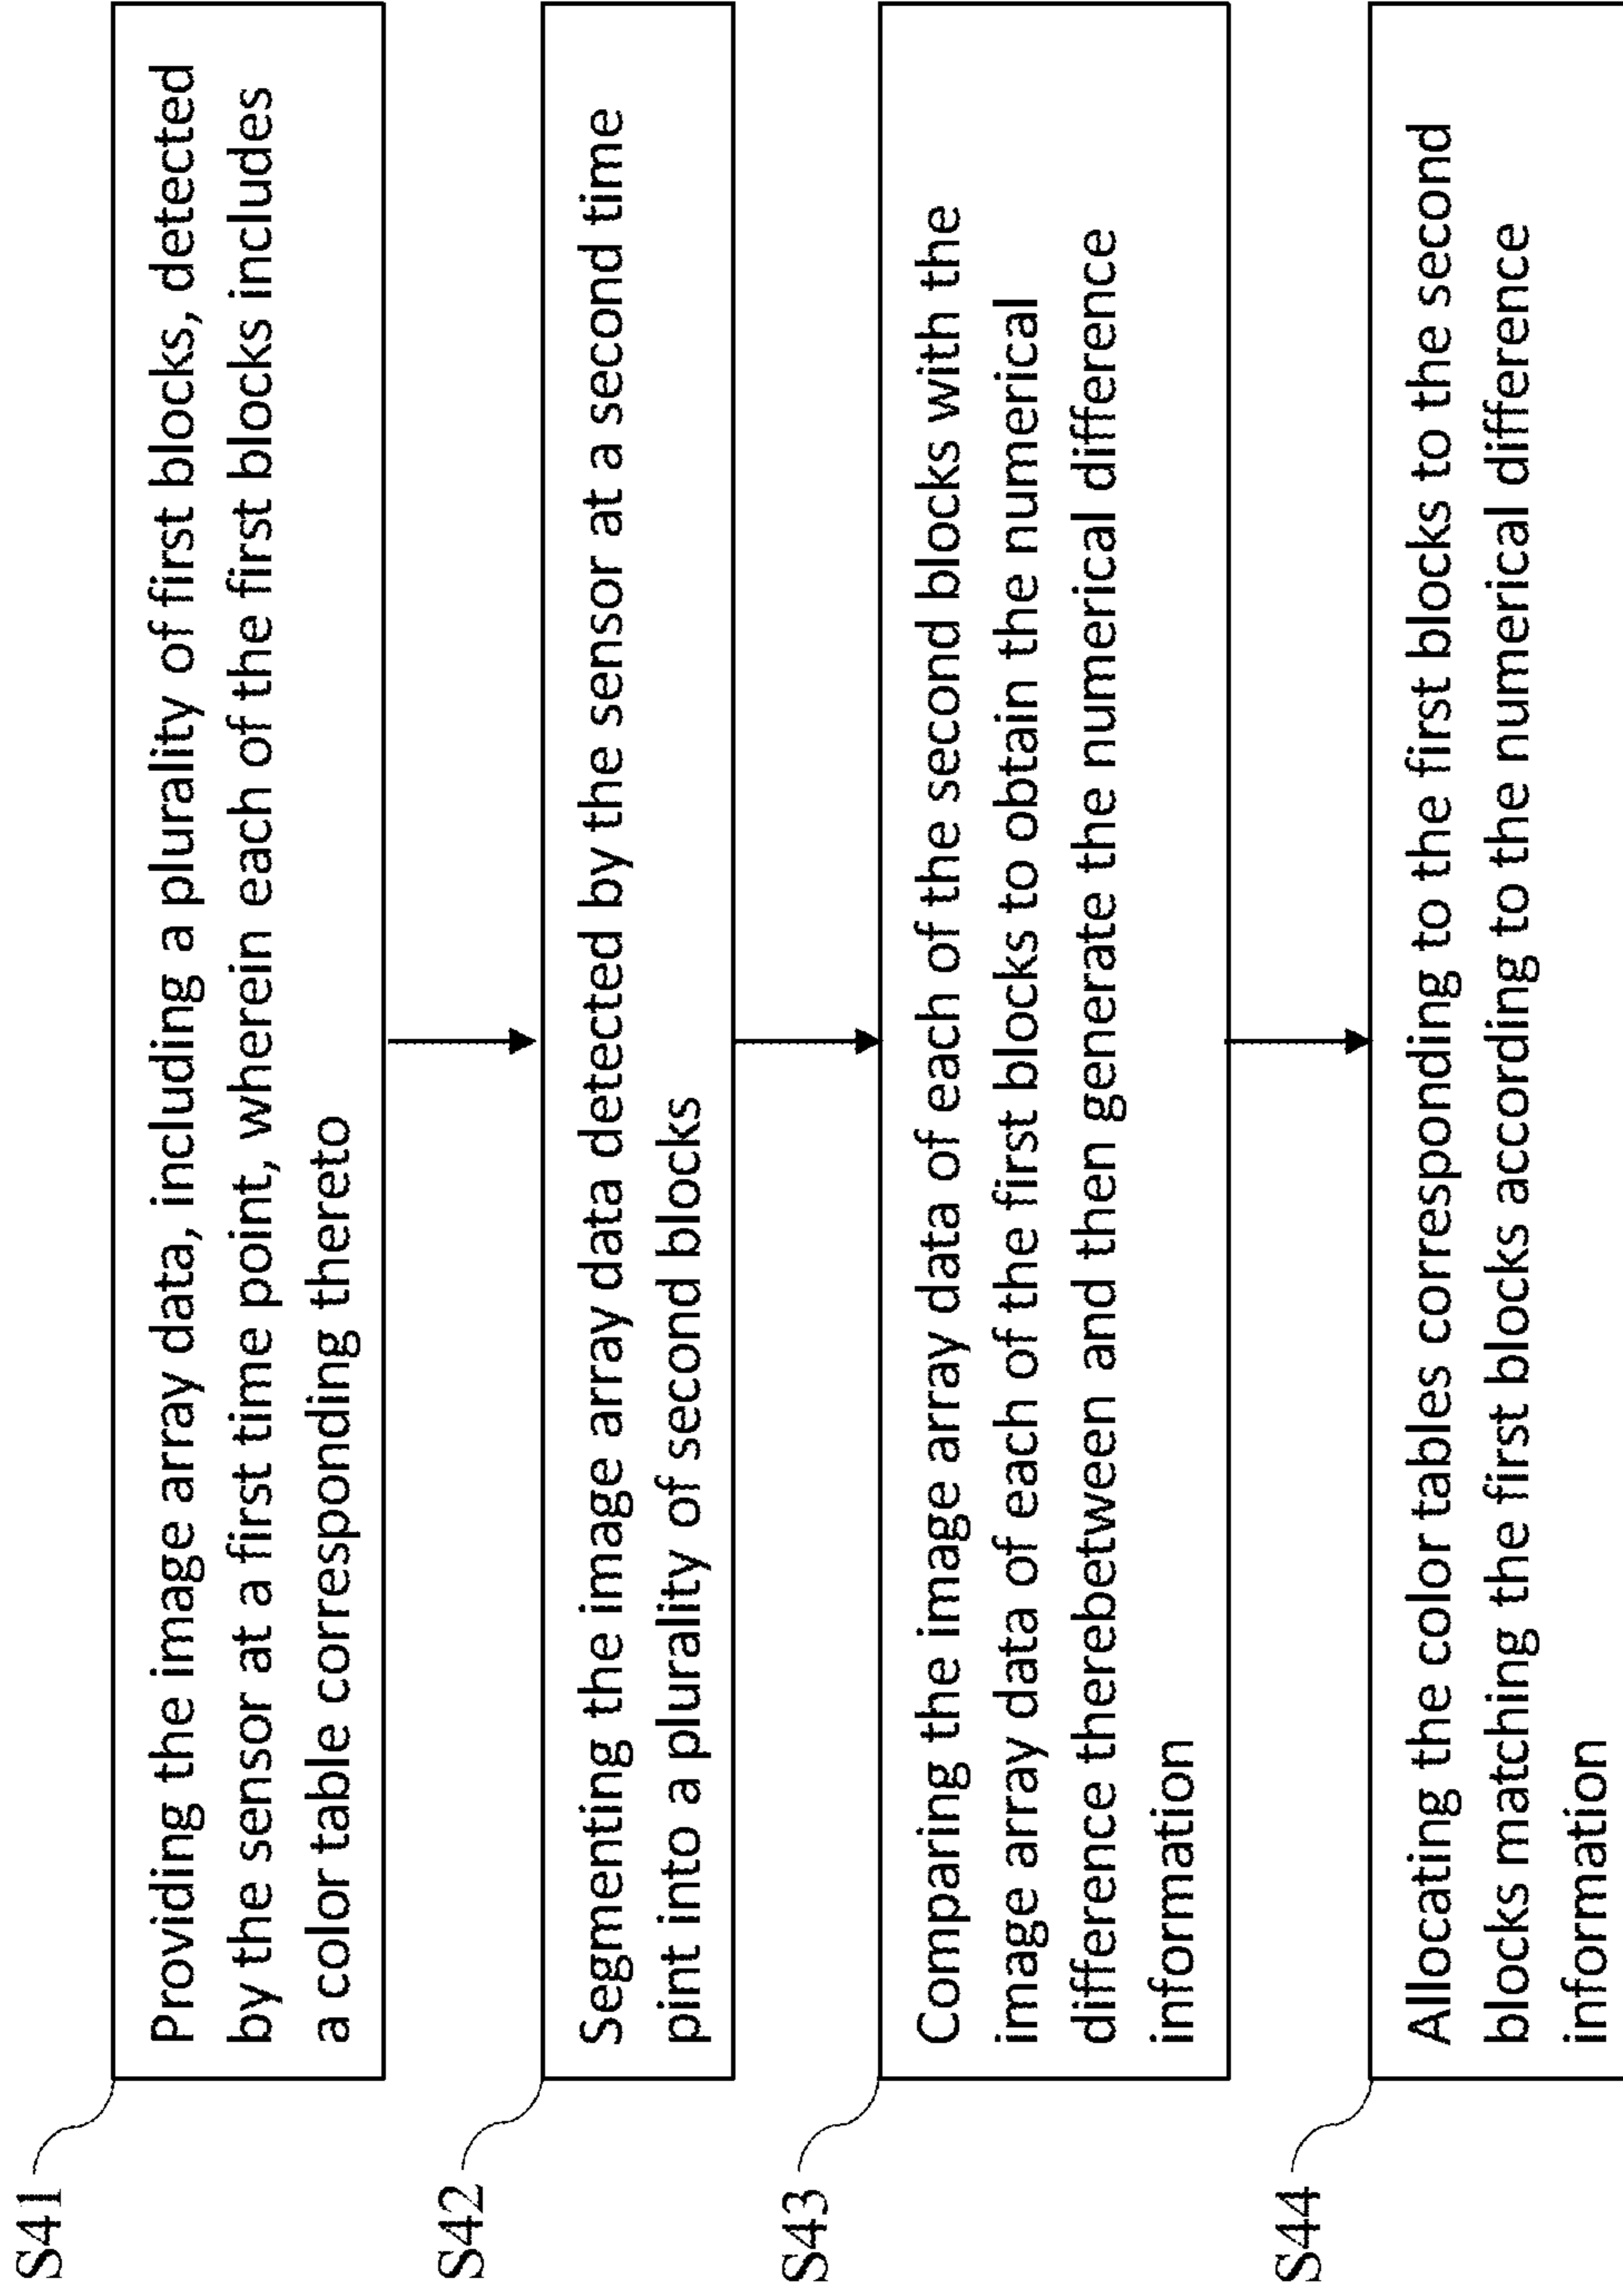 S41
Providing the image array data, including a plurality of first blocks, detected
by the sensor at a first time point, wherein each of the first blocks includes
a color table corresponding thereto
S42
Segmenting the image array data detected by the sensor at a second time
pint into a plurality of second blocks
S43
Comparing the image array data of each of the second blocks with the
image array data of each of the first blocks to obtain the numerical
difference therebetween and then generate the numerical difference
information
S44
Allocating the color tables corresponding to the first blocks to the second
blocks matching the first blocks according to the numerical difference
information